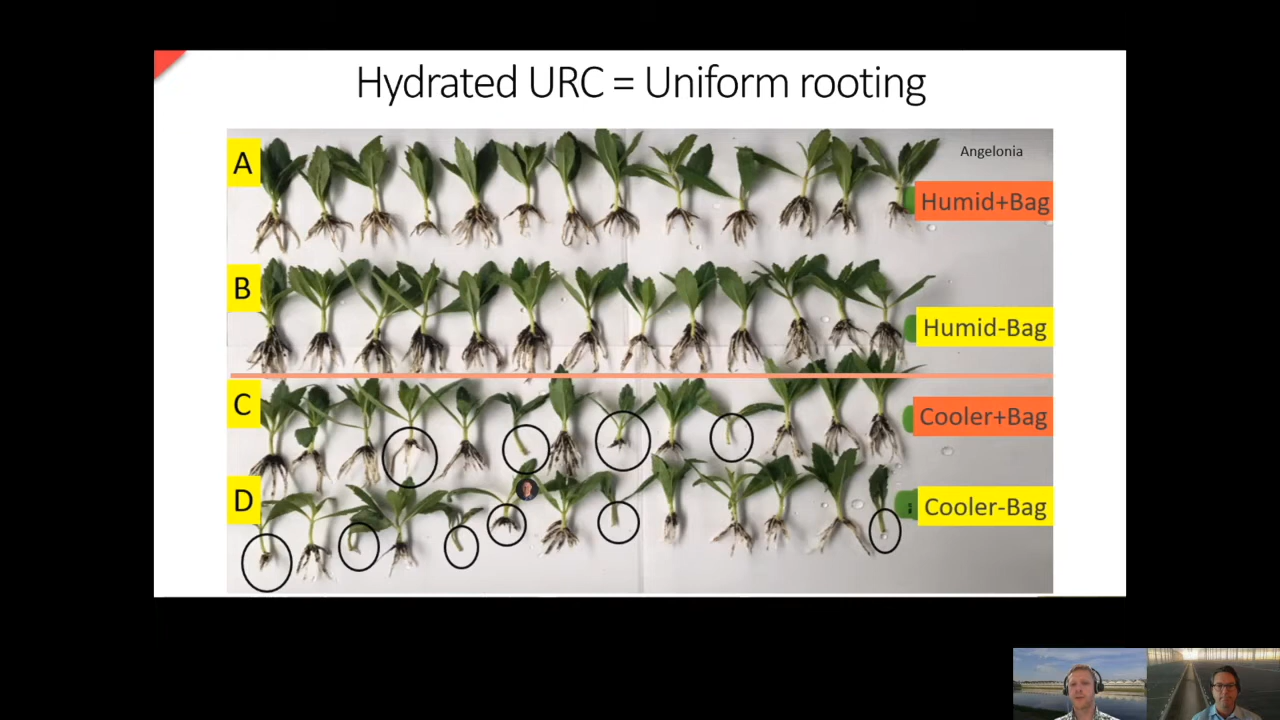 Hydrated URC = Uniform rooting
A
Angelonia
Humid+Bag
B
Humid-Bag
C
Cooler+Bag
D
Cooler-Bag